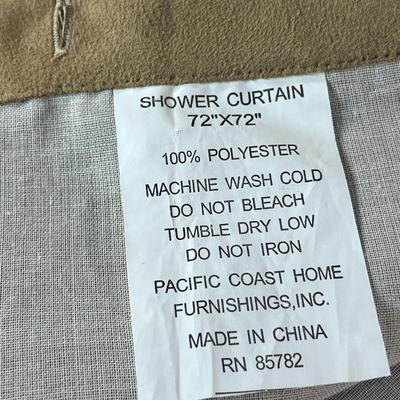 SHOWER CURTAIN
72"X72"
100% POLYESTER
MACHINE WASH COLD
DO NOT BLEACH
TUMBLE DRY LOW
DO NOT IRON
PACIFIC COAST HOME
FURNISHINGS,INC.
MADE IN CHINA
RN 85782